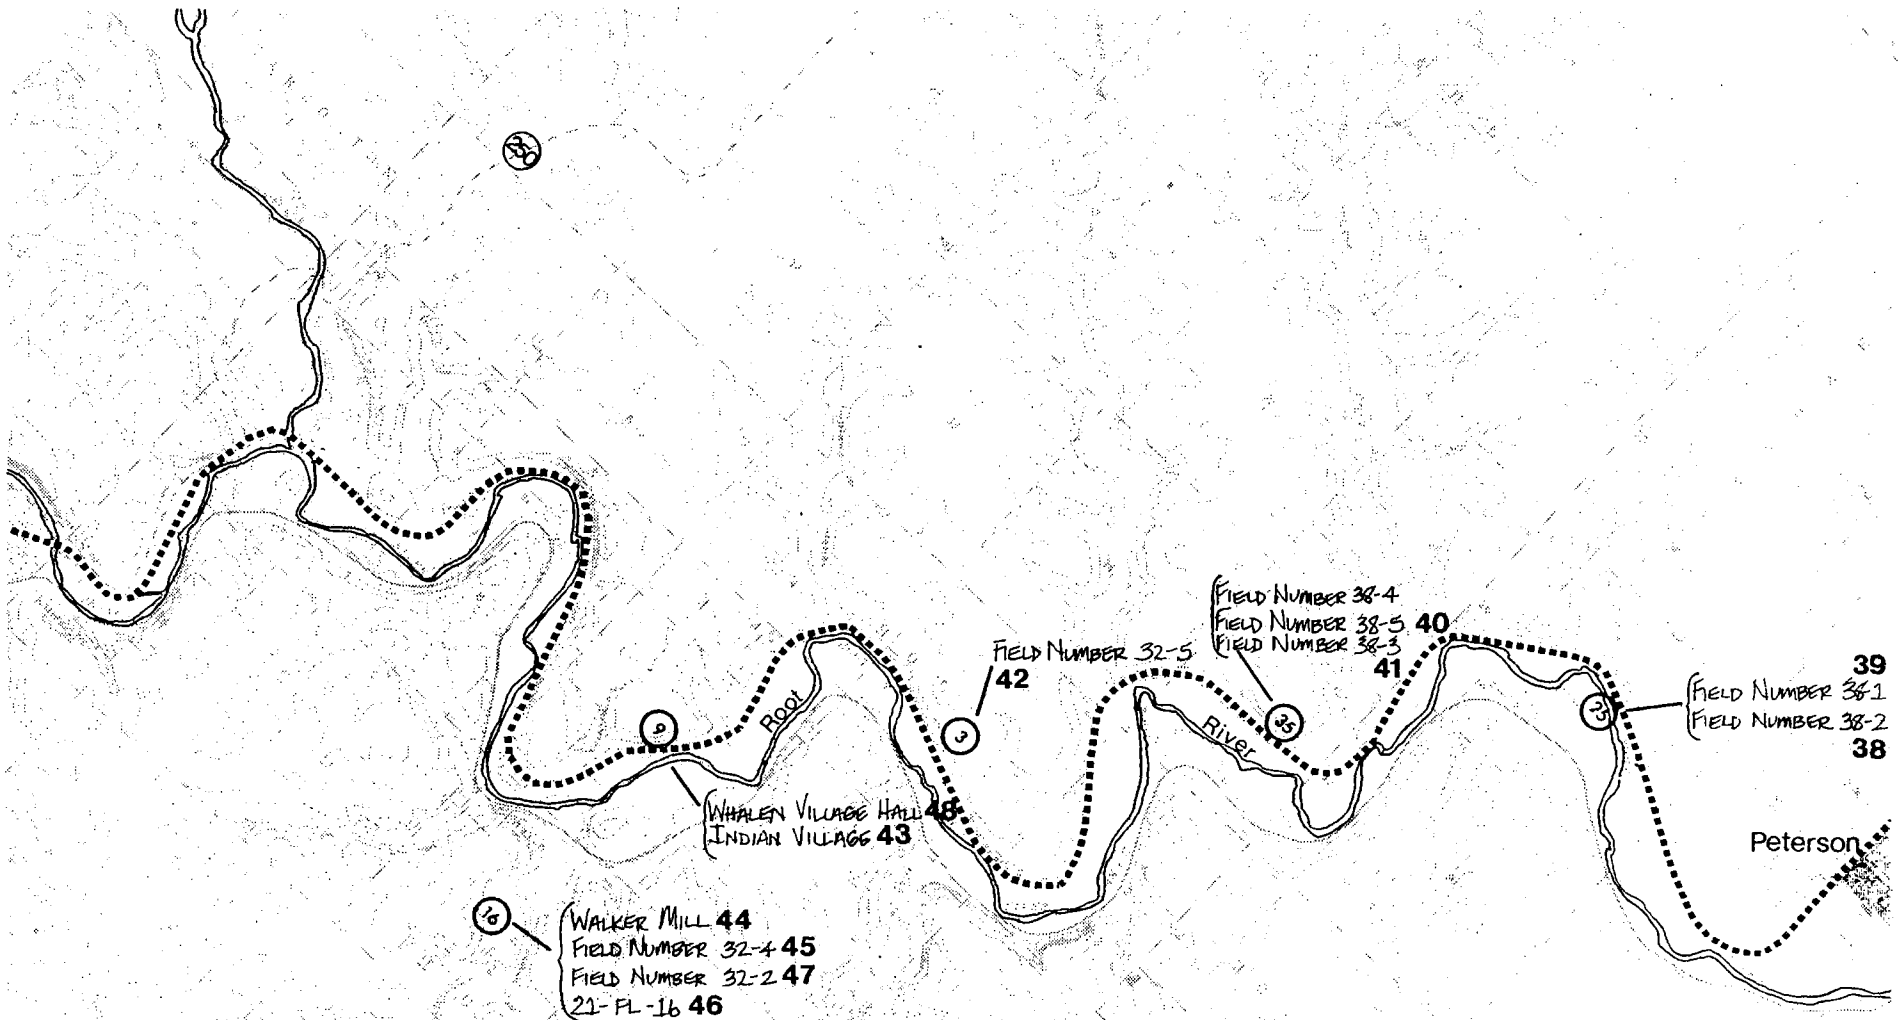 250
Field Number 38-4
Field Number 38-5 40
Field Number 38-3
41
Field Number 32-5
42
39
Field Number 38-1
Field Number 38-2
38
9
Root
3
35
River
Whalen Village Hall 48
Indian Village 43
Peterson
16
Walker Mill 44
Field Number 32-4 45
Field Number 32-2 47
21-FL-16 46